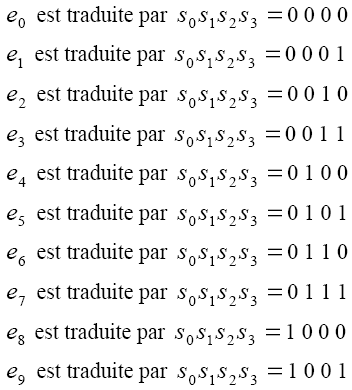 e₀ est traduite par s₀s₁s₂s₃ = 0 0 0 0
e₁ est traduite par s₀s₁s₂s₃ = 0 0 0 1
e₂ est traduite par s₀s₁s₂s₃ = 0 0 1 0
e₃ est traduite par s₀s₁s₂s₃ = 0 0 1 1
e₄ est traduite par s₀s₁s₂s₃ = 0 1 0 0
e₅ est traduite par s₀s₁s₂s₃ = 0 1 0 1
e₆ est traduite par s₀s₁s₂s₃ = 0 1 1 0
e₇ est traduite par s₀s₁s₂s₃ = 0 1 1 1
e₈ est traduite par s₀s₁s₂s₃ = 1 0 0 0
e₉ est traduite par s₀s₁s₂s₃ = 1 0 0 1